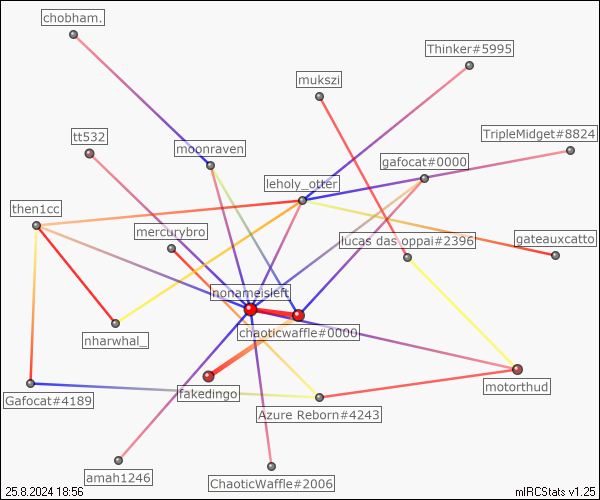 chobham.
Thinker#5995
mukszi
tt532
TripleMidget#8824
moonraven
gafocat#0000
leholy_otter
then1cc
mercurybro
lucas das oppai#2396
gateauxcatto
nonameisleft
chaoticwaffle#0000
nharwhal_
motorthud
Gafocat#4189
fakedingo
Azure Reborn#4243
amah1246
ChaoticWaffle#2006
25.8.2024 18:56
mIRCStats v1.25